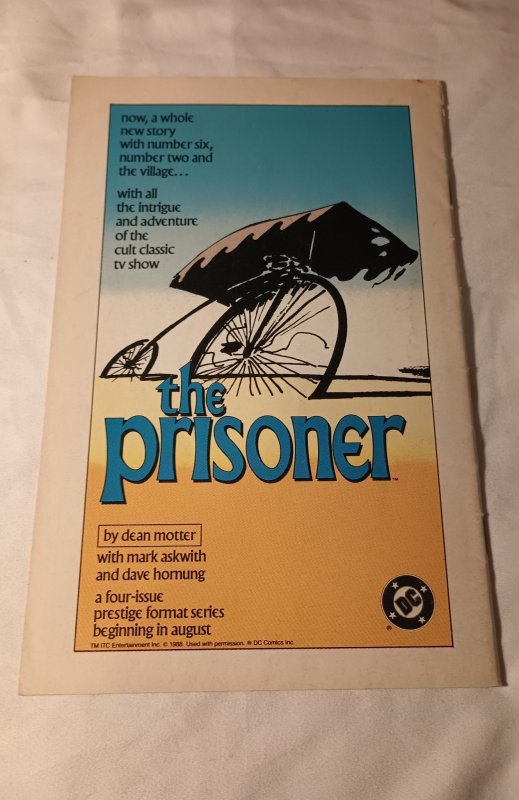 now, a whole
new story
with number six,
number two and
the village...
with all
the intrigue
and adventure
of the
cult classic
tv show
the
prisoner™
by dean motter
with mark askwith
and dave hornung
a four-issue
prestige format series
beginning in august
DC
®
TM ITC Entertainment Inc. © 1988. Used with permission. ® DC Comics Inc.